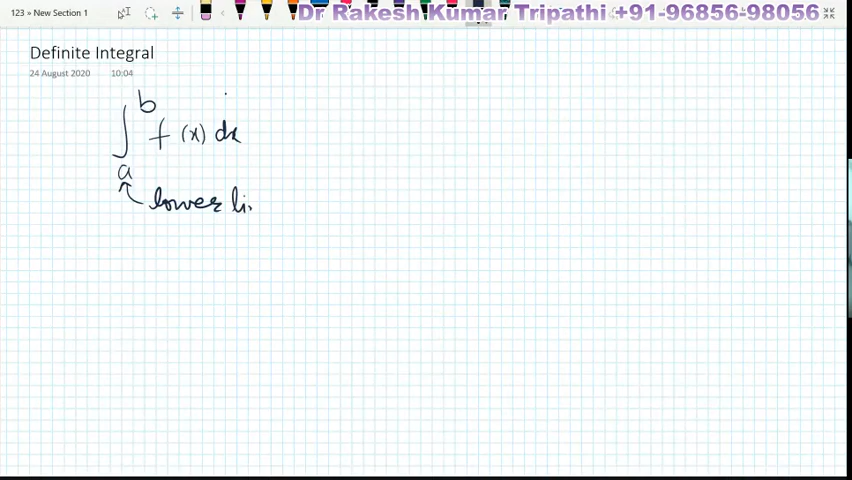 123 » New Section 1
Dr Rakesh Kumar Tripathi +91-96856-98056
Definite Integral
24 August 2020 10:04
∫_a^b f (x) dx
lower li